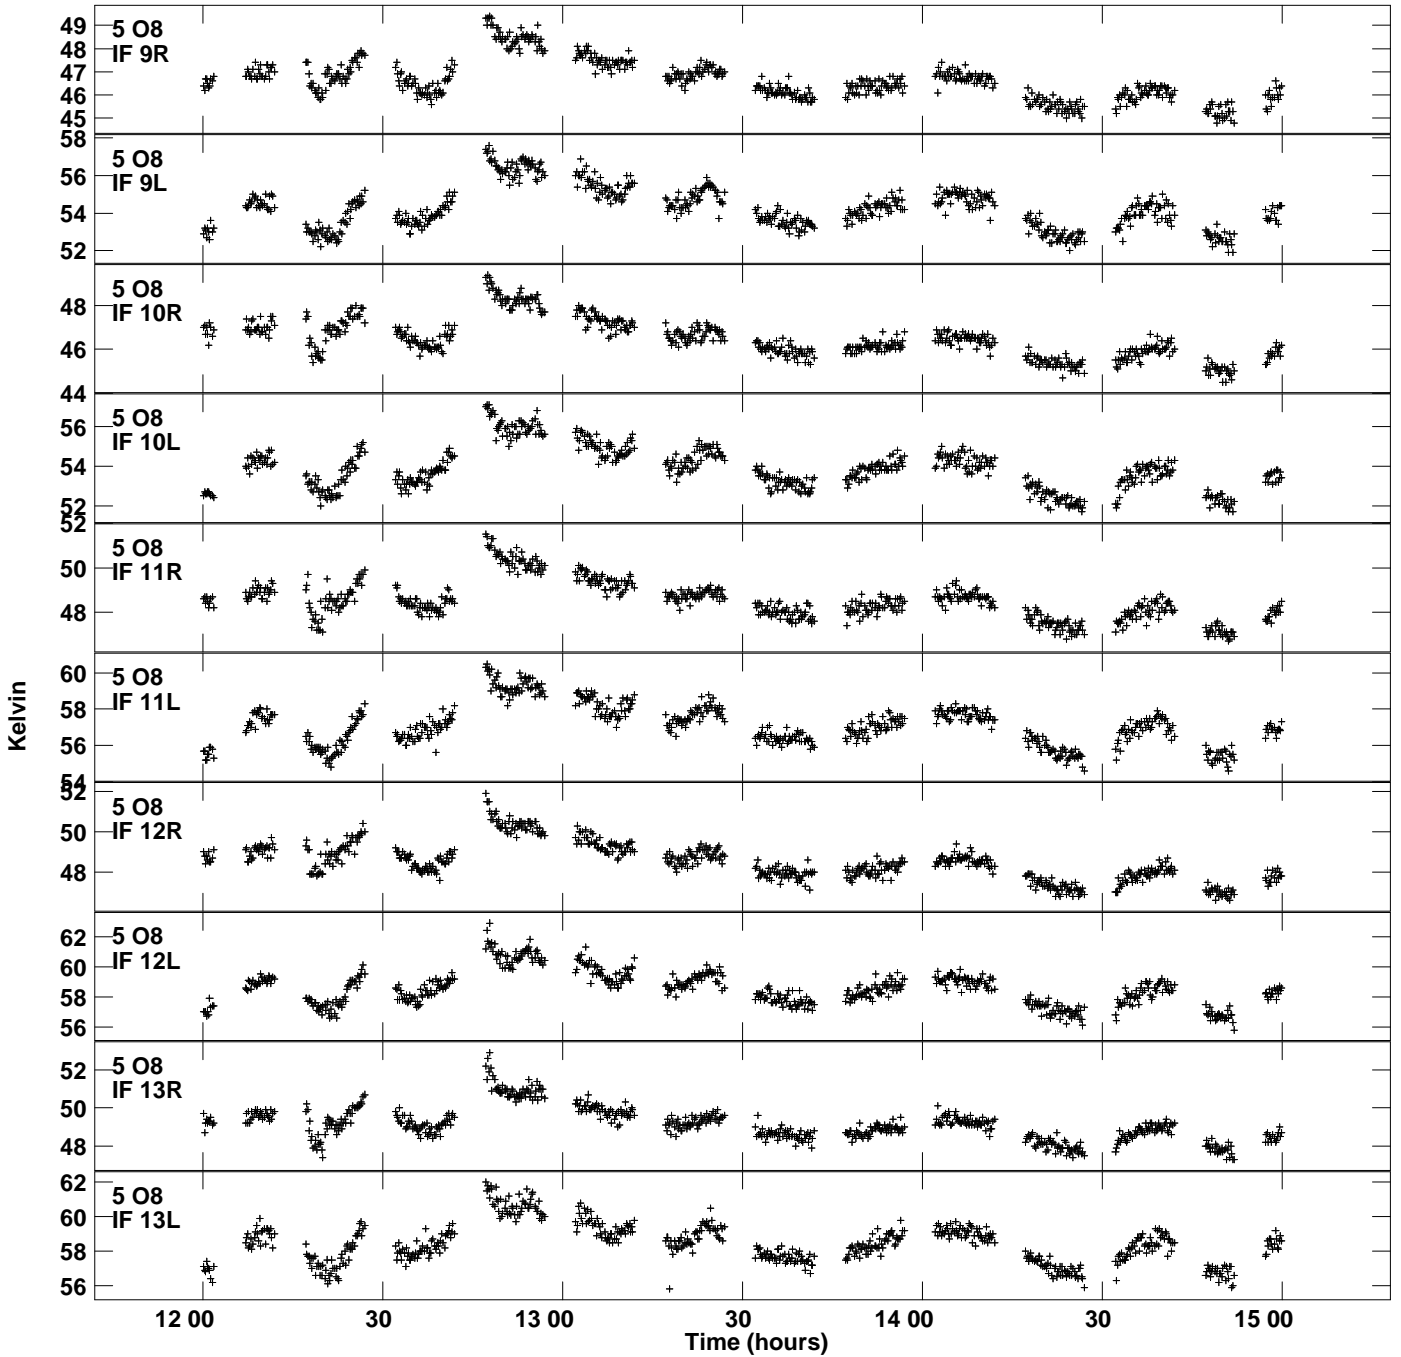 49
48
47
46
45
5 O8
IF 9R
58
56
54
52
5 O8
IF 9L
48
46
44
5 O8
IF 10R
56
54
52
5 O8
IF 10L
52
50
48
5 O8
IF 11R
60
58
56
54
5 O8
IF 11L
52
50
48
5 O8
IF 12R
62
60
58
56
5 O8
IF 12L
52
50
48
5 O8
IF 13R
62
60
58
56
5 O8
IF 13L
Kelvin
12 00 30 13 00 30 14 00 30 15 00
Time (hours)